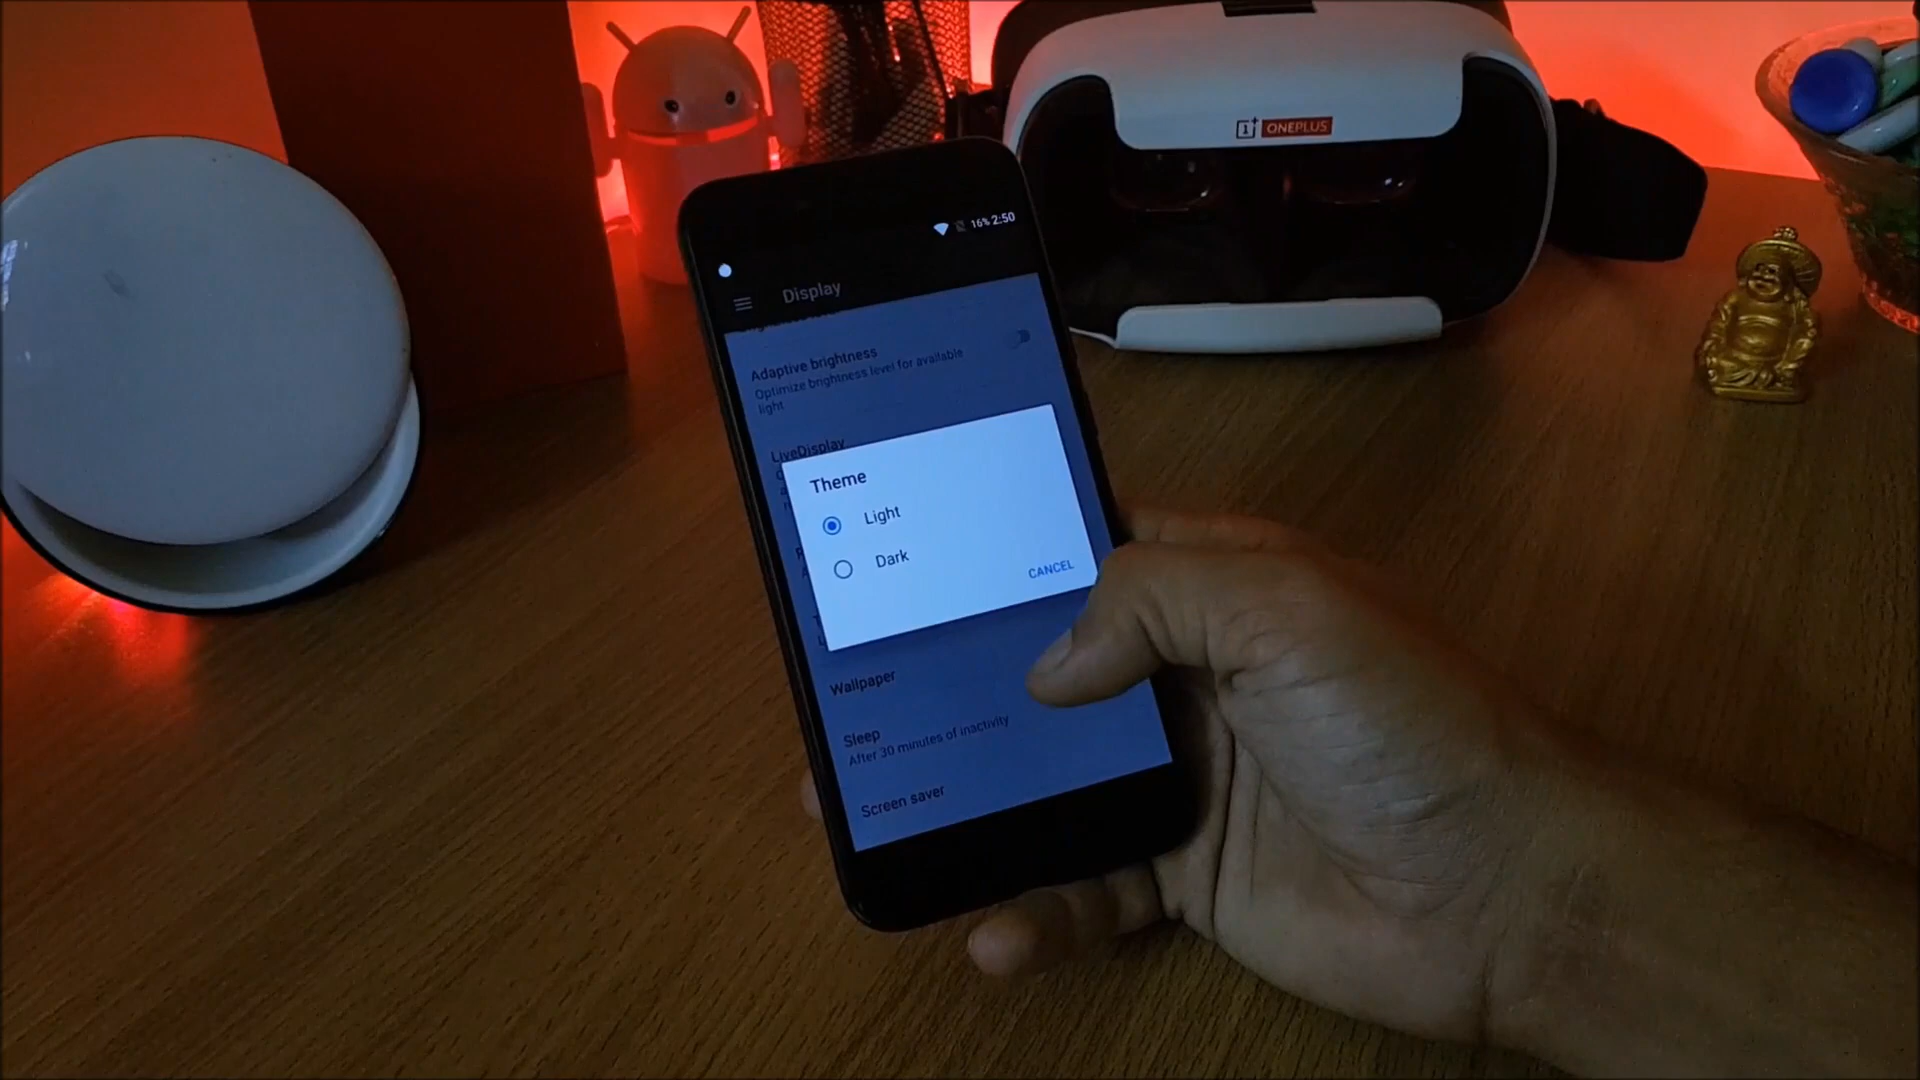 1+ ONEPLUS
16% 2:50
Display
Adaptive brightness
Optimize brightness level for available
light
LiveDisplay
Theme
Light
Dark
CANCEL
Wallpaper
Sleep
After 30 minutes of inactivity
Screen saver